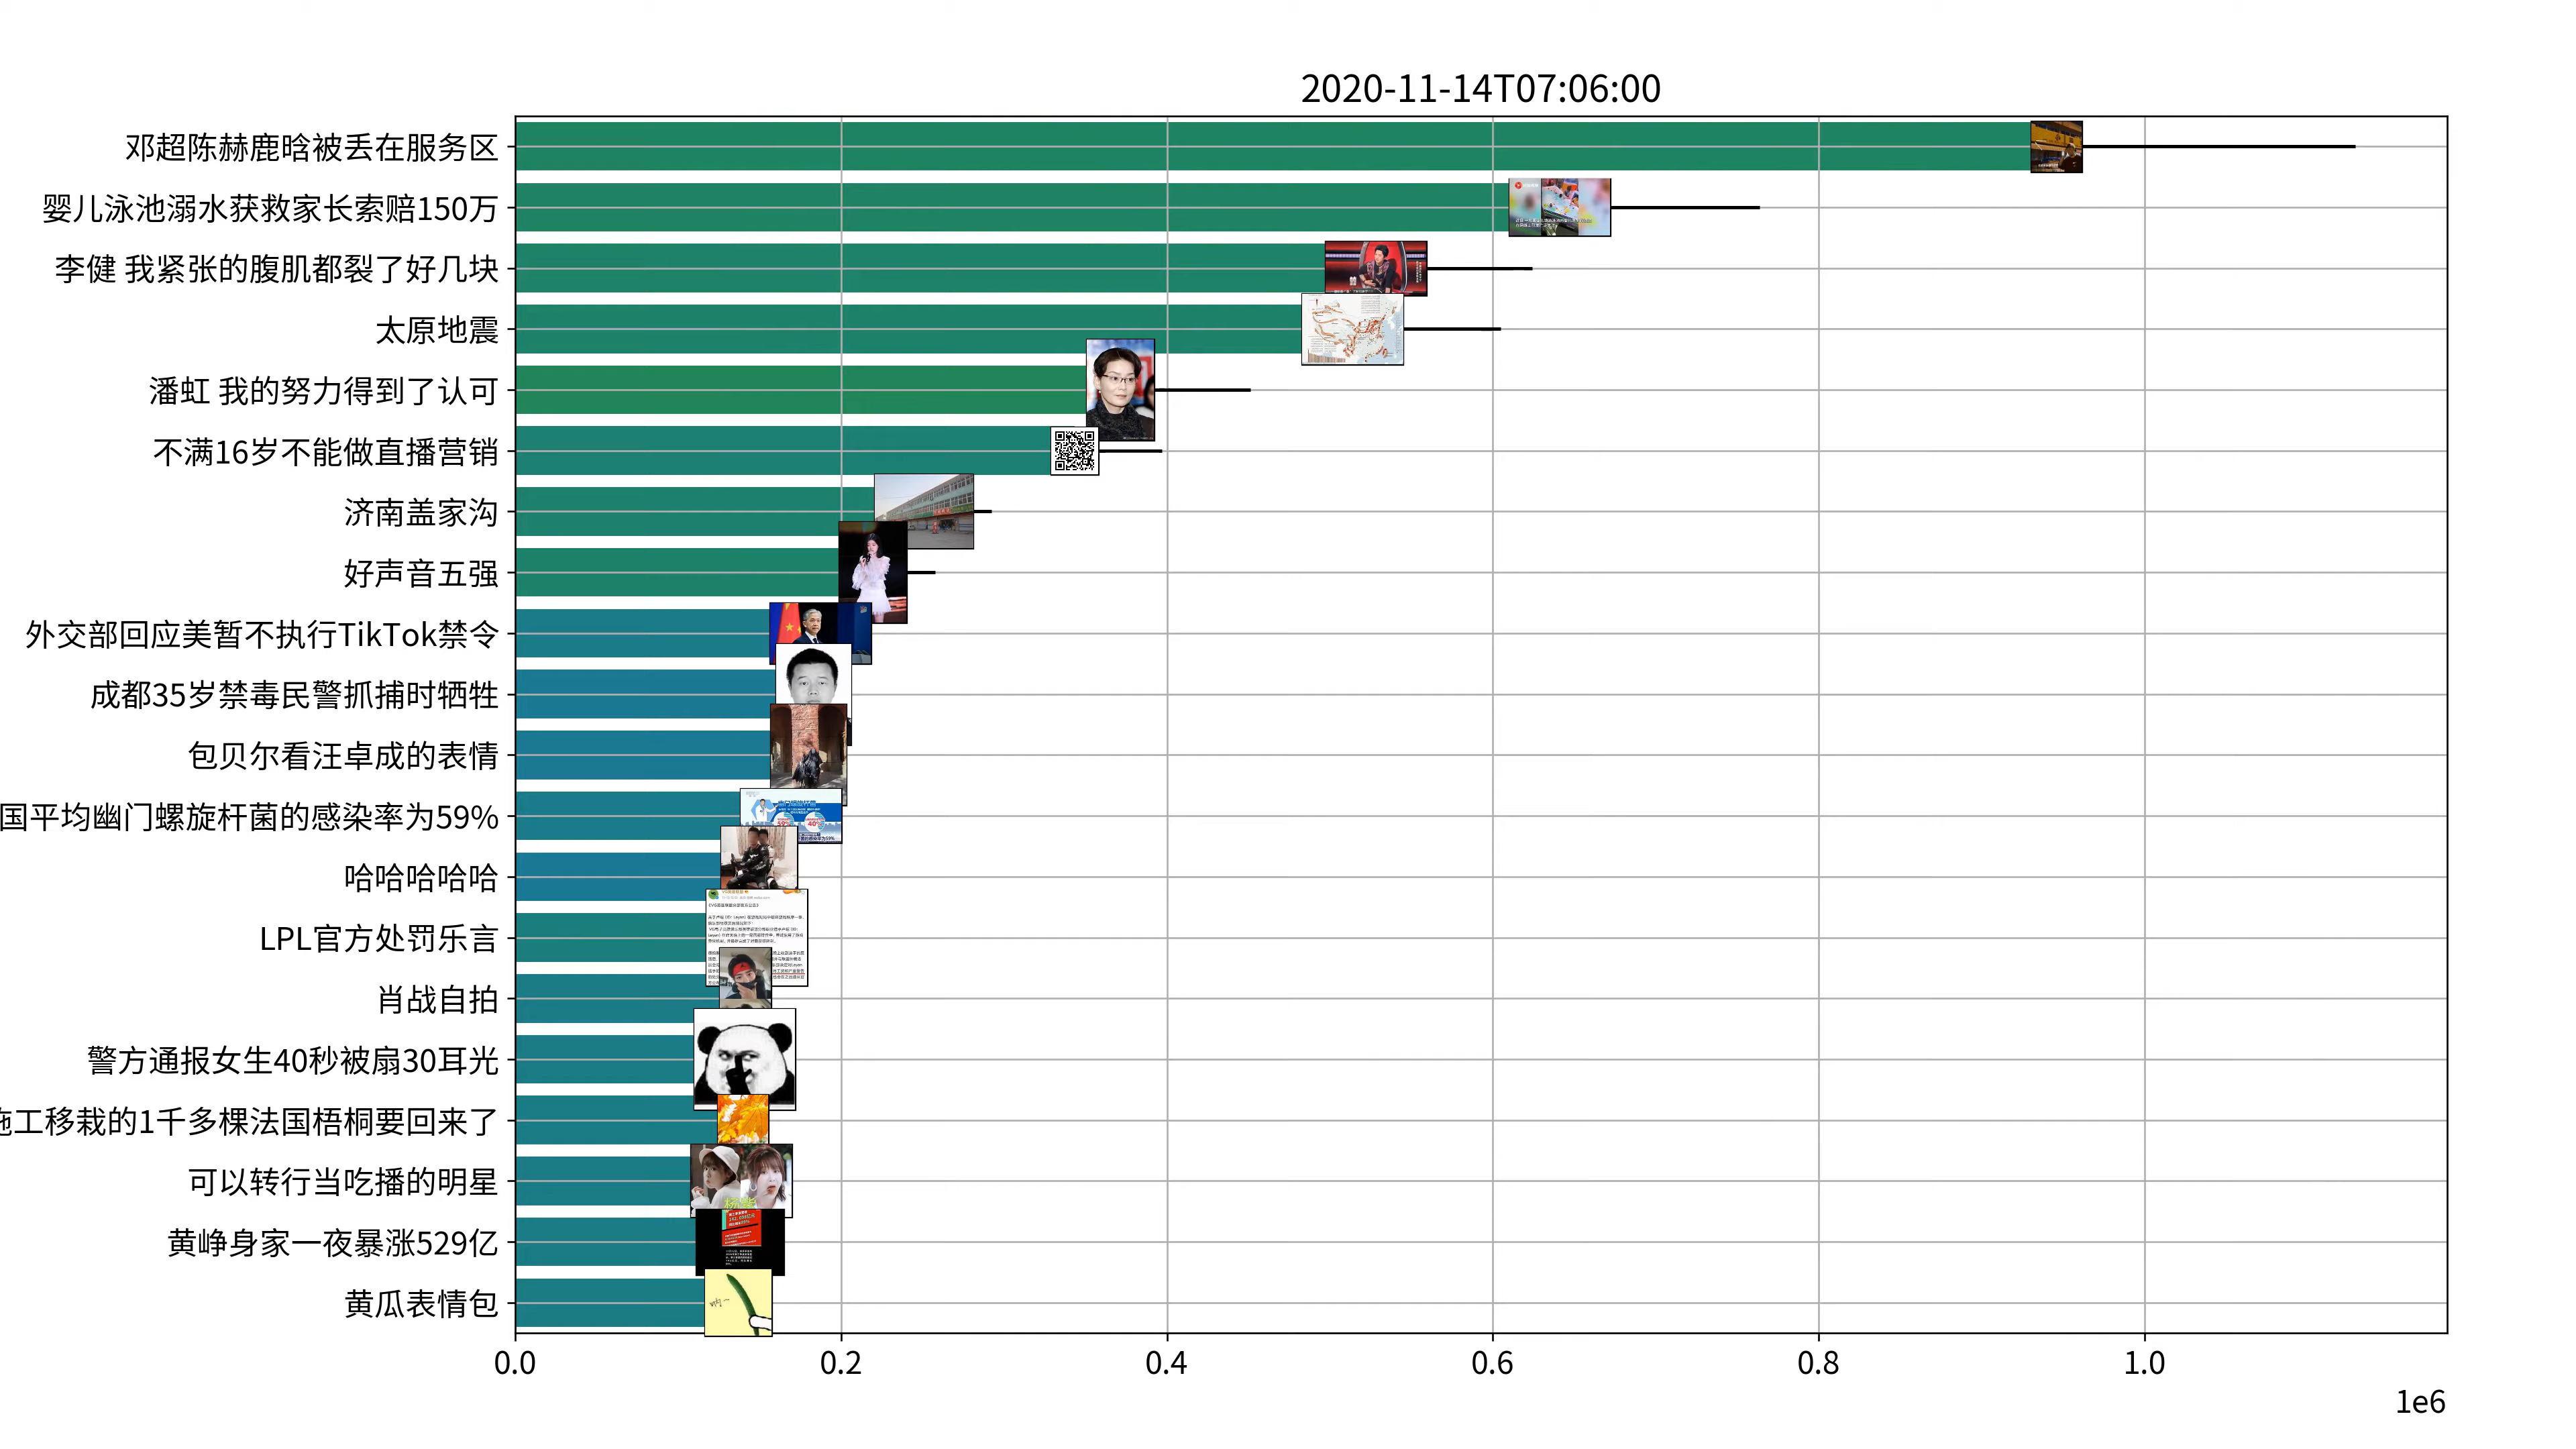 2020-11-14T07:06:00
邓超陈赫鹿晗被丢在服务区
婴儿泳池溺水获救家长索赔150万
李健 我紧张的腹肌都裂了好几块
太原地震
潘虹 我的努力得到了认可
不满16岁不能做直播营销
济南盖家沟
好声音五强
外交部回应美暂不执行TikTok禁令
成都35岁禁毒民警抓捕时牺牲
包贝尔看汪卓成的表情
国平均幽门螺旋杆菌的感染率为59%
哈哈哈哈哈
LPL官方处罚乐言
肖战自拍
警方通报女生40秒被扇30耳光
施工移栽的1千多棵法国梧桐要回来了
可以转行当吃播的明星
黄峥身家一夜暴涨529亿
黄瓜表情包
0.0 0.2 0.4 0.6 0.8 1.0
1e6